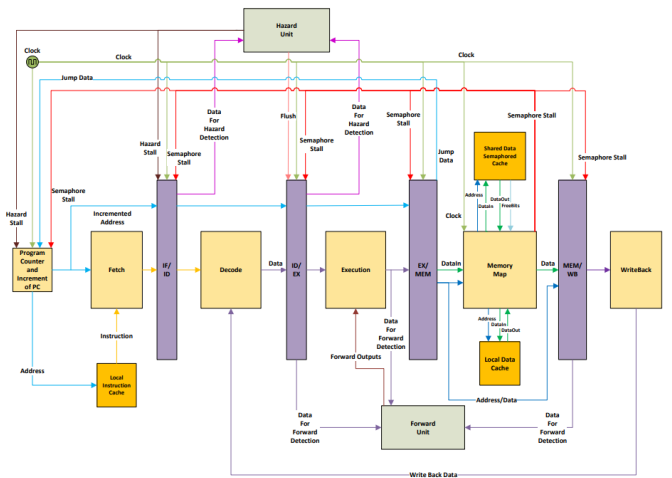 Hazard
Unit
Clock
Clock
Clock
Jump Data
Data
For
Hazard
Detection
Flush
Data
For
Hazard
Detection
Semaphore
Stall
Semaphore Stall
Hazard
Stall
Semaphore
Stall
Semaphore
Stall
Jump
Data
Shared Data
Semaphored
Cache
Semaphore Stall
Semaphore
Stall
Hazard
Stall
Incremented
Address
Address
DataIn
DataOut
FreeBits
Clock
Program
Counter
and
Increment
of PC
Fetch
IF/
ID
Decode
Data
ID/
EX
Execution
EX/
MEM
DataIn
Memory
Map
Data
MEM/
WB
WriteBack
Instruction
Address
Local
Instruction
Cache
Forward Outputs
Data
For
Forward
Detection
Address
DataIn
DataOut
Local Data
Cache
Address/Data
Data
For
Forward
Detection
Forward
Unit
Data
For
Forward
Detection
Write Back Data